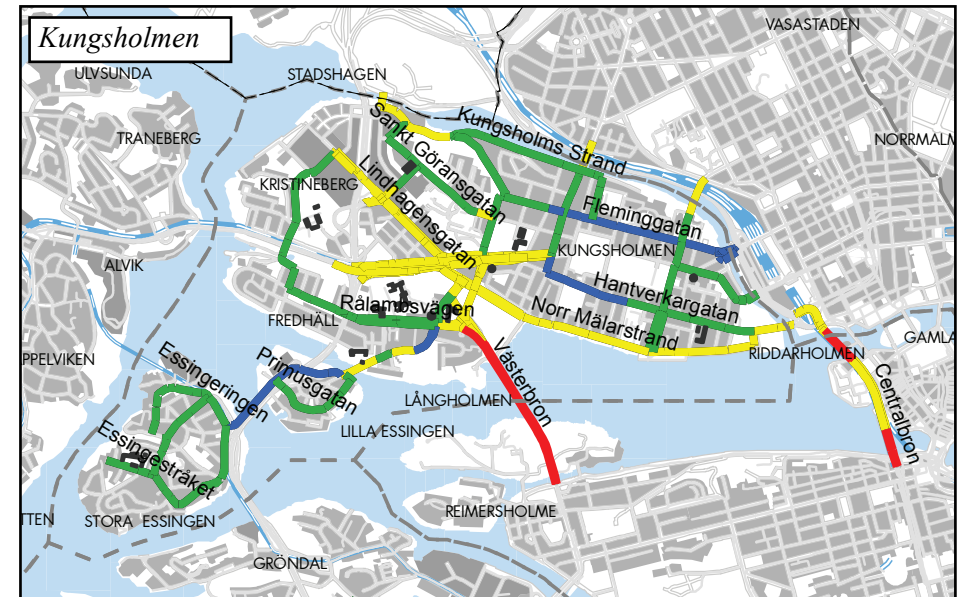 Kungsholmen
VASASTADEN
ULVSUNDA
STADSHAGEN
Kungsholms Strand
TRANEBERG
Sankt Göransgatan
NORRMALM
KRISTINEBERG
Lindhagensgatan
Fleminggatan
KUNGSHOLMEN
ALVIK
Hantverkargatan
Rålambsvägen
Norr Mälarstrand
FREDHÄLL
GAMLA
PPELVIKEN
Essingeringen
Primusgatan
Västerbron
RIDDARHOLMEN
Centralbron
LÅNGHOLMEN
LILLA ESSINGEN
Essingestråket
REIMERSHOLME
TTEN
STORA ESSINGEN
GRÖNDAL